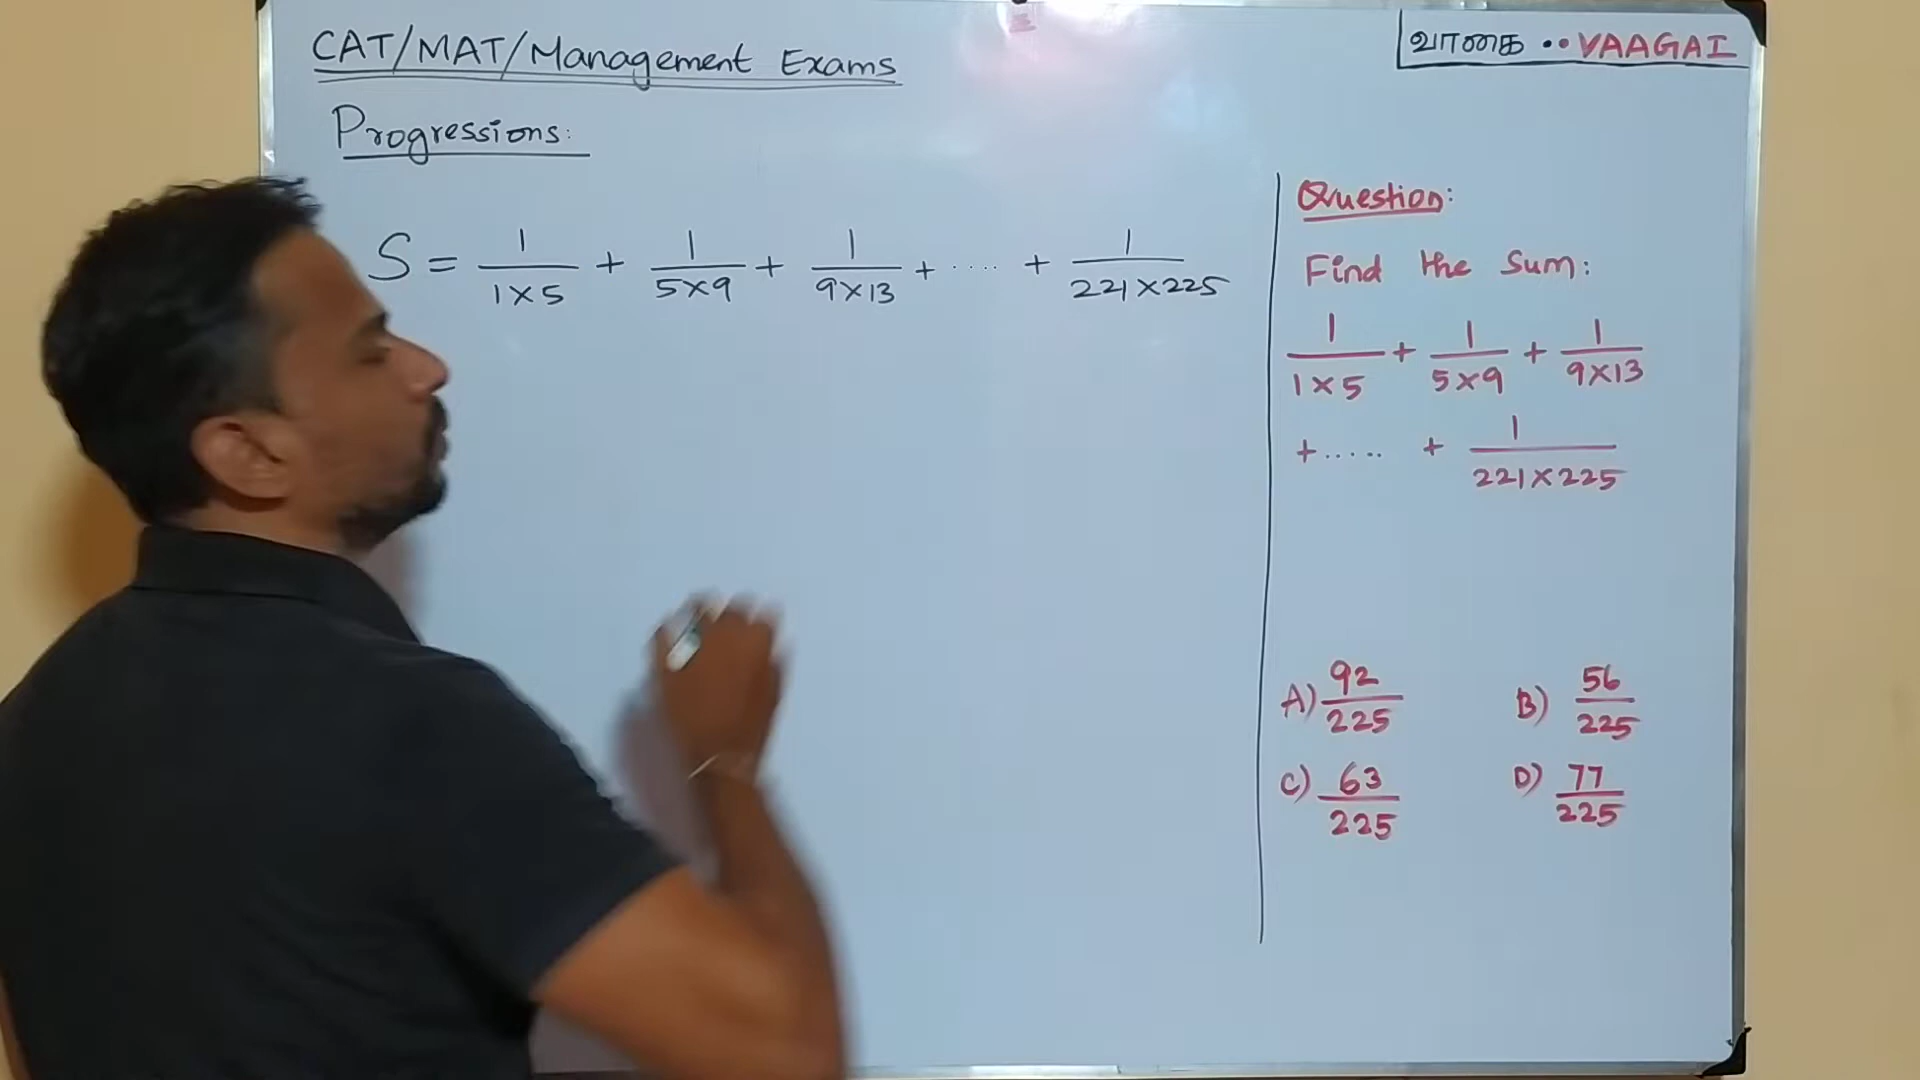 CAT/MAT/Management Exams
வாகை ..VAAGAI
Progressions:
S = 1/(1×5) + 1/(5×9) + 1/(9×13) + .... + 1/(221×225)
Question:
Find the Sum:
1/(1×5) + 1/(5×9) + 1/(9×13)
+ ..... + 1/(221×225)
A) 92/225 B) 56/225
C) 63/225 D) 77/225